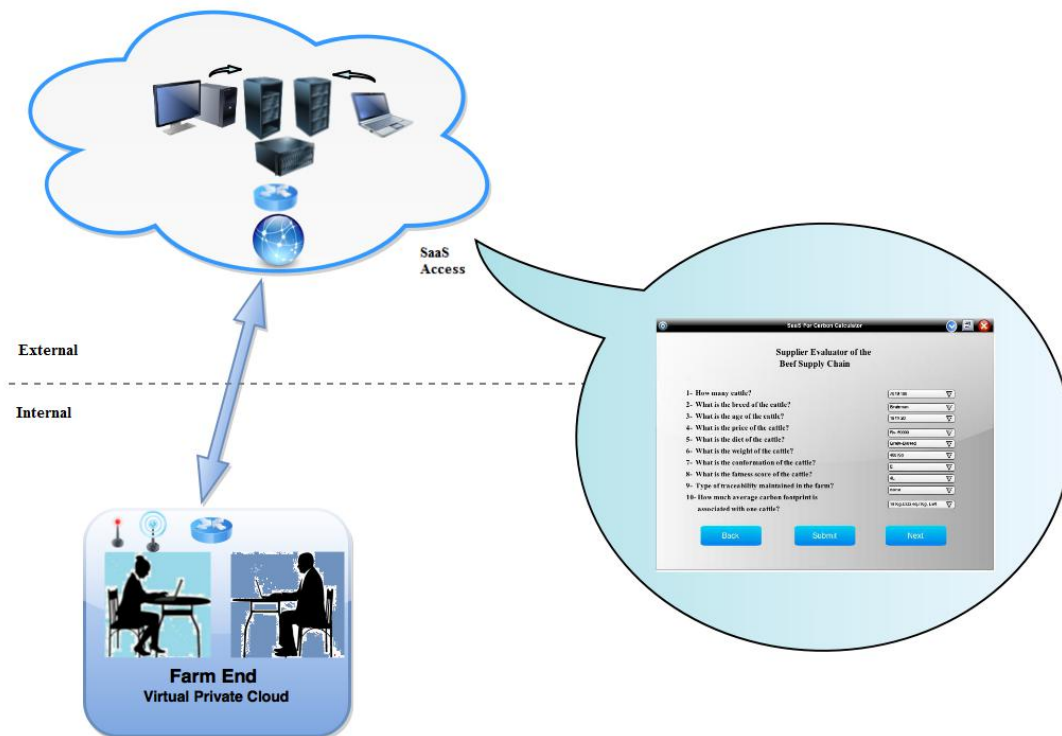 SaaS
Access
External
Internal
SaaS For Carbon Calculator
Supplier Evaluator of the
Beef Supply Chain
1- How many cattle?
2- What is the breed of the cattle?
Brahman
3- What is the age of the cattle?
4- What is the price of the cattle?
5- What is the diet of the cattle?
6- What is the weight of the cattle?
7- What is the conformation of the cattle?
8- What is the fatness score of the cattle?
9- Type of traceability maintained in the farm?
10- How much average carbon footprint is
associated with one cattle?
Back Submit Next
Farm End
Virtual Private Cloud